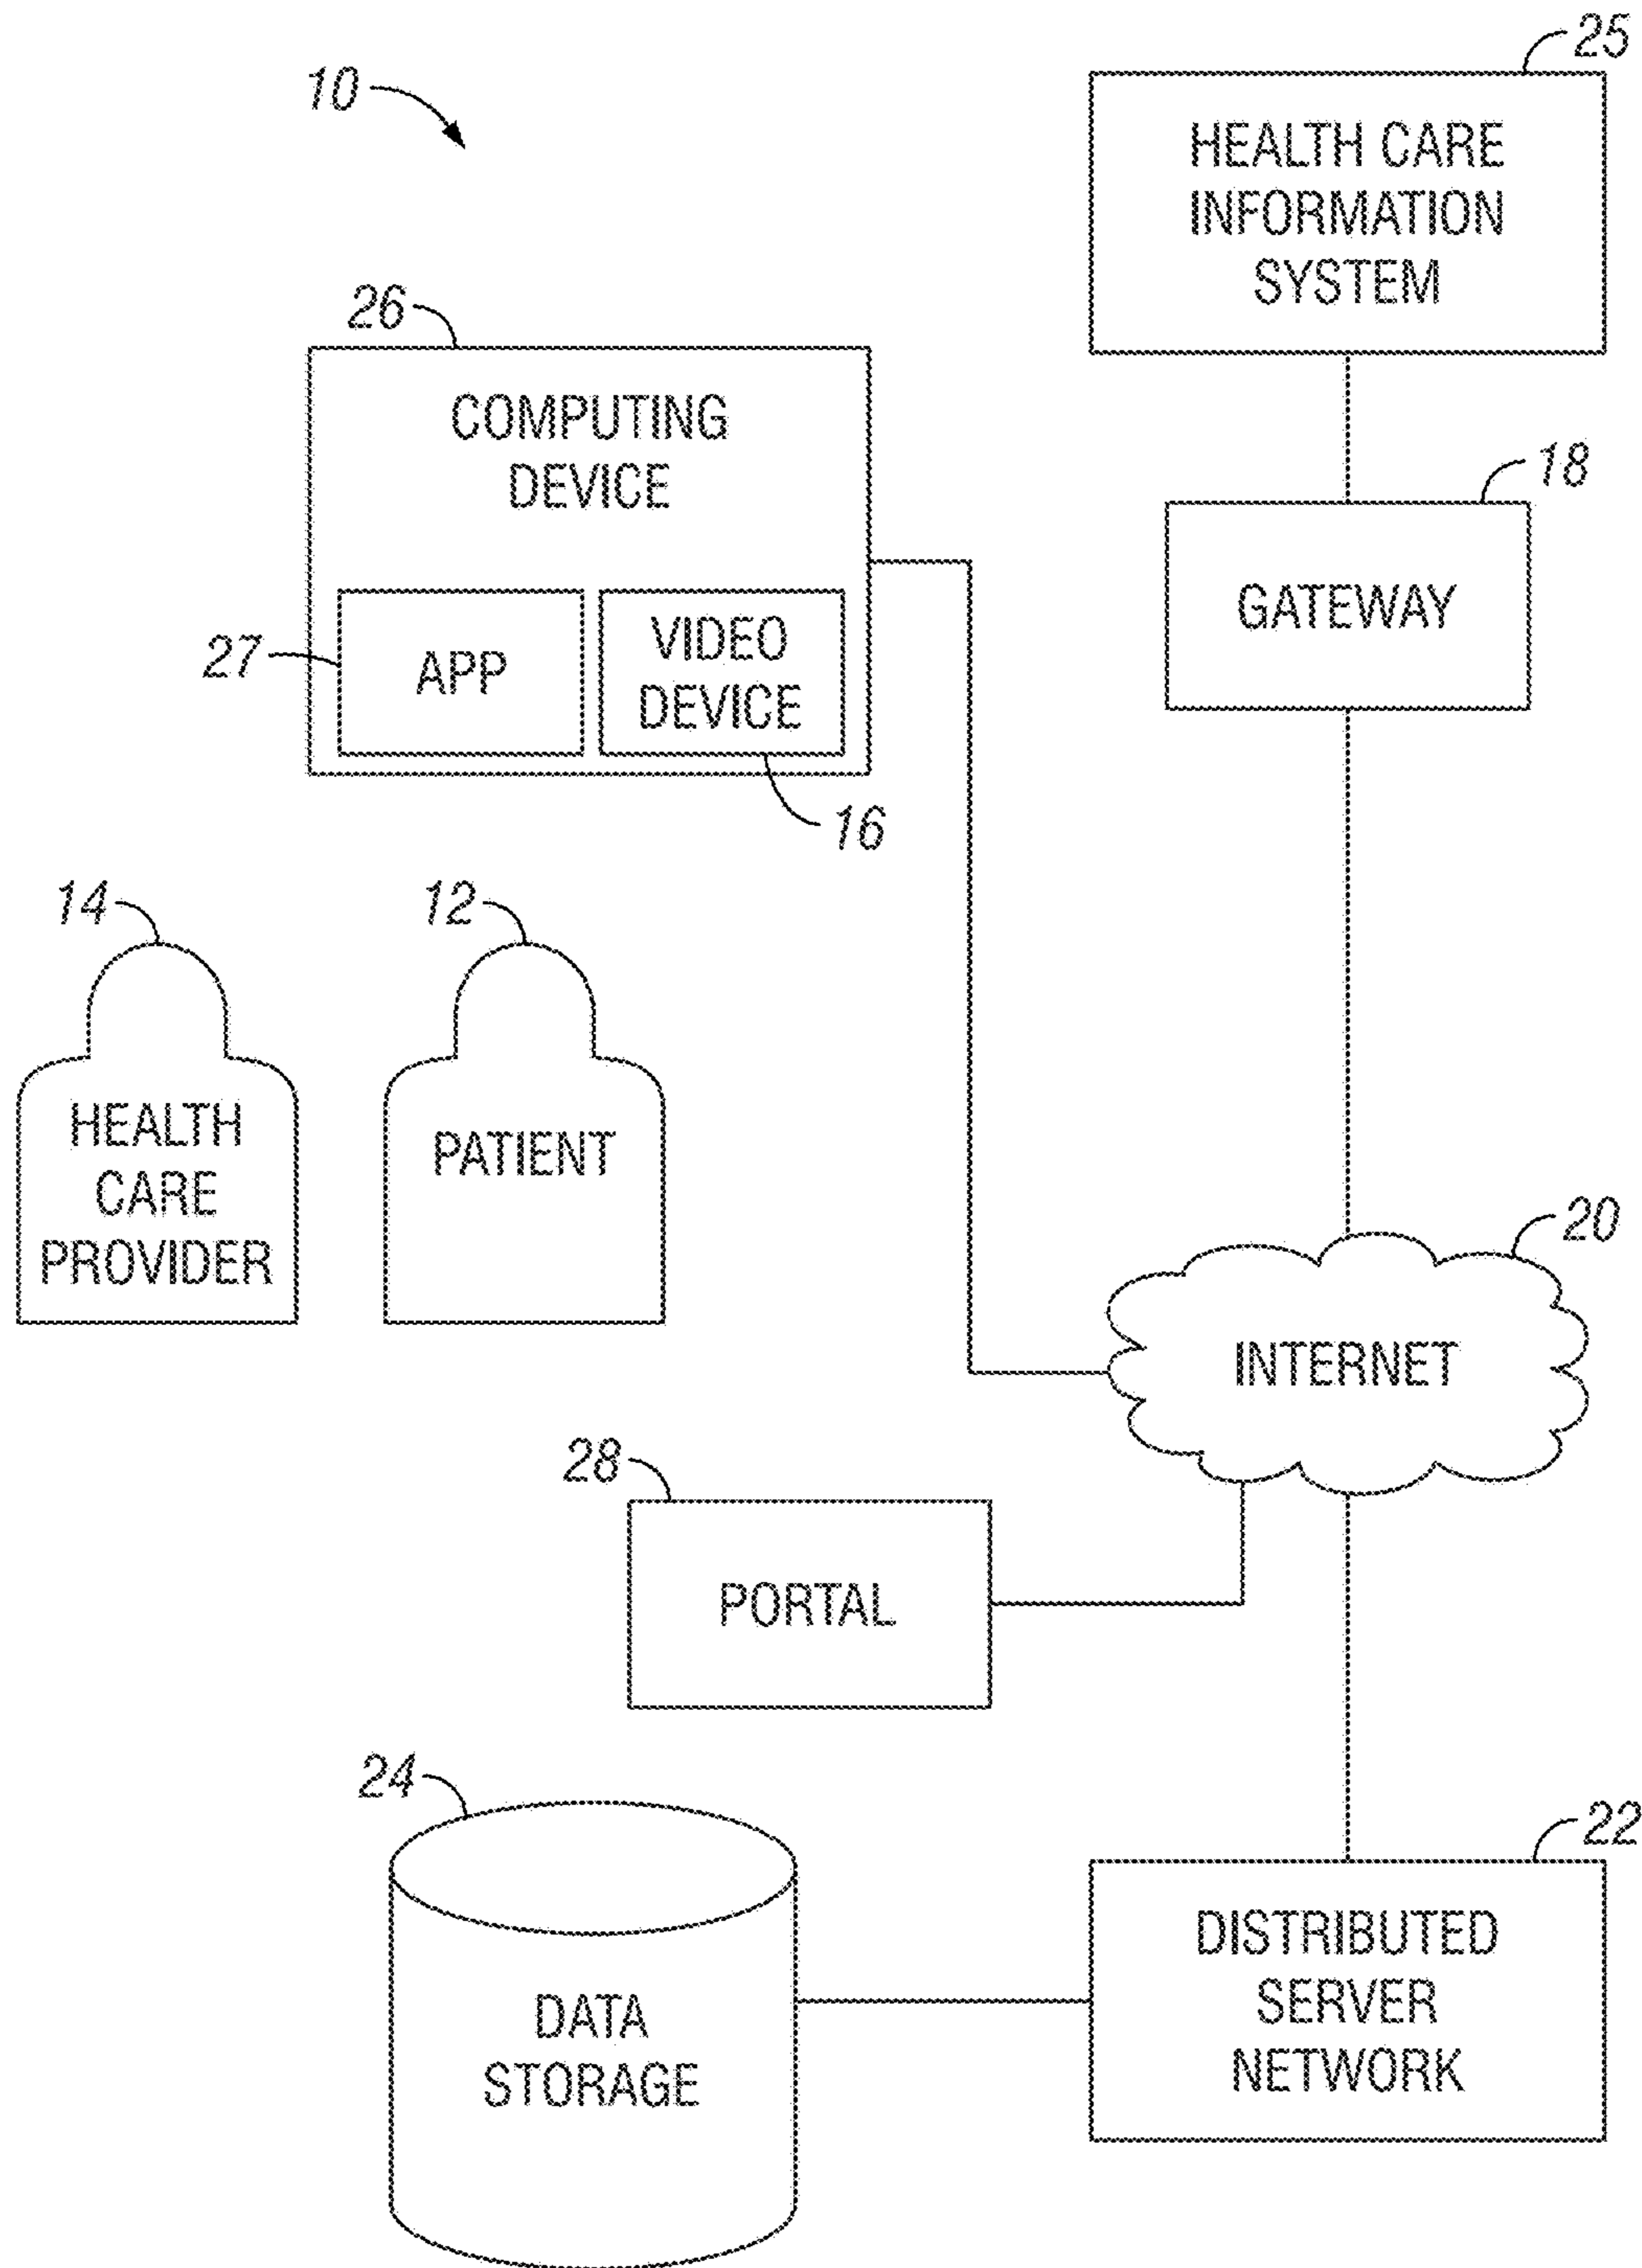 10
25
HEALTH CARE
INFORMATION
SYSTEM
26
COMPUTING
DEVICE
18
GATEWAY
27
APP
VIDEO
DEVICE
16
14
12
HEALTH
CARE
PROVIDER
PATIENT
20
INTERNET
28
PORTAL
24
DATA
STORAGE
22
DISTRIBUTED
SERVER
NETWORK